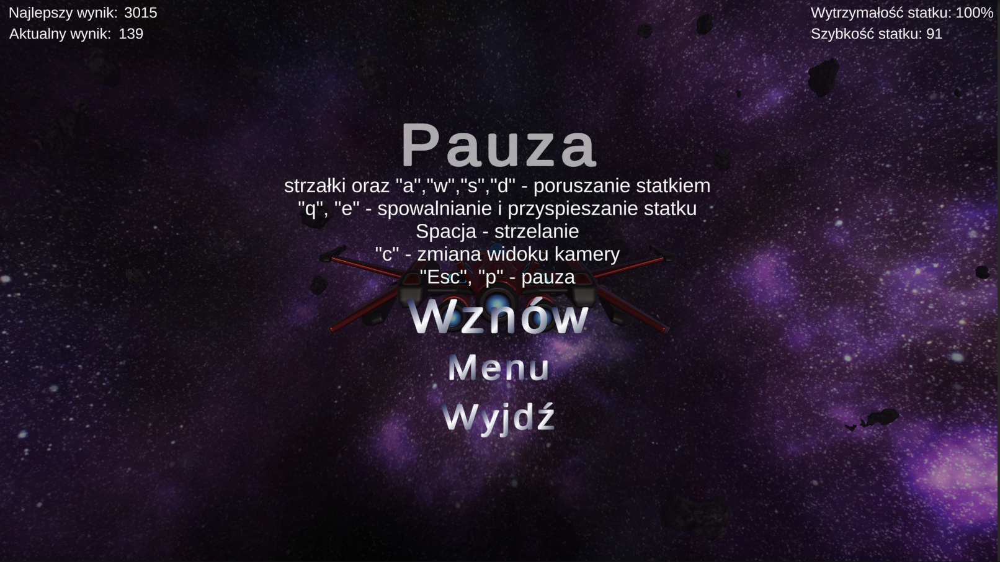 Najlepszy wynik: 3015
Aktualny wynik: 139
Wytrzymałość statku: 100%
Szybkość statku: 91
Pauza
strzałki oraz "a","w","s","d" - poruszanie statkiem
"q", "e" - spowalnianie i przyspieszanie statku
Spacja - strzelanie
"c" - zmiana widoku kamery
"Esc", "p" - pauza
Wznów
Menu
Wyjdź